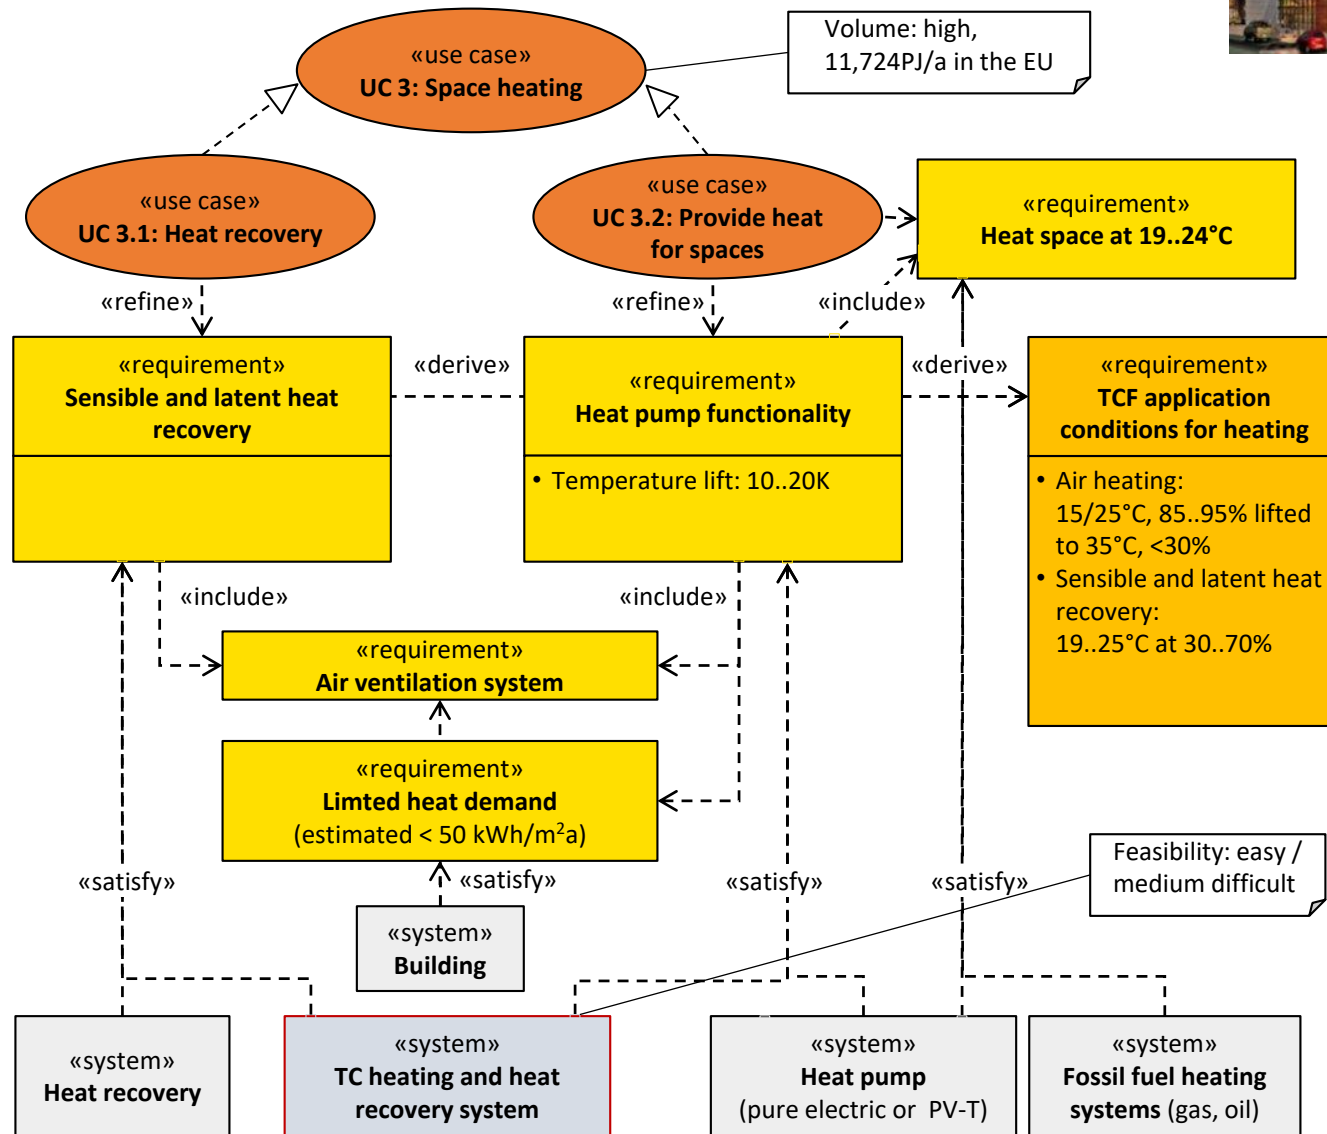 «use case»
UC 3: Space heating
Volume: high,
11,724PJ/a in the EU
«use case»
UC 3.1: Heat recovery
«use case»
UC 3.2: Provide heat
for spaces
«requirement»
Heat space at 19..24°C
«refine»
«refine»
«include»
«requirement»
Sensible and latent heat
recovery
«derive»
«requirement»
Heat pump functionality
• Temperature lift: 10..20K
«derive»
«requirement»
TCF application
conditions for heating
• Air heating:
15/25°C, 85..95% lifted
to 35°C, <30%
• Sensible and latent heat
recovery:
19..25°C at 30..70%
«include»
«include»
«requirement»
Air ventilation system
«requirement»
Limted heat demand
(estimated < 50 kWh/m²a)
Feasibility: easy /
medium difficult
«satisfy»
«satisfy»
«satisfy»
«satisfy»
«system»
Building
«system»
Heat recovery
«system»
TC heating and heat
recovery system
«system»
Heat pump
(pure electric or PV-T)
«system»
Fossil fuel heating
systems (gas, oil)